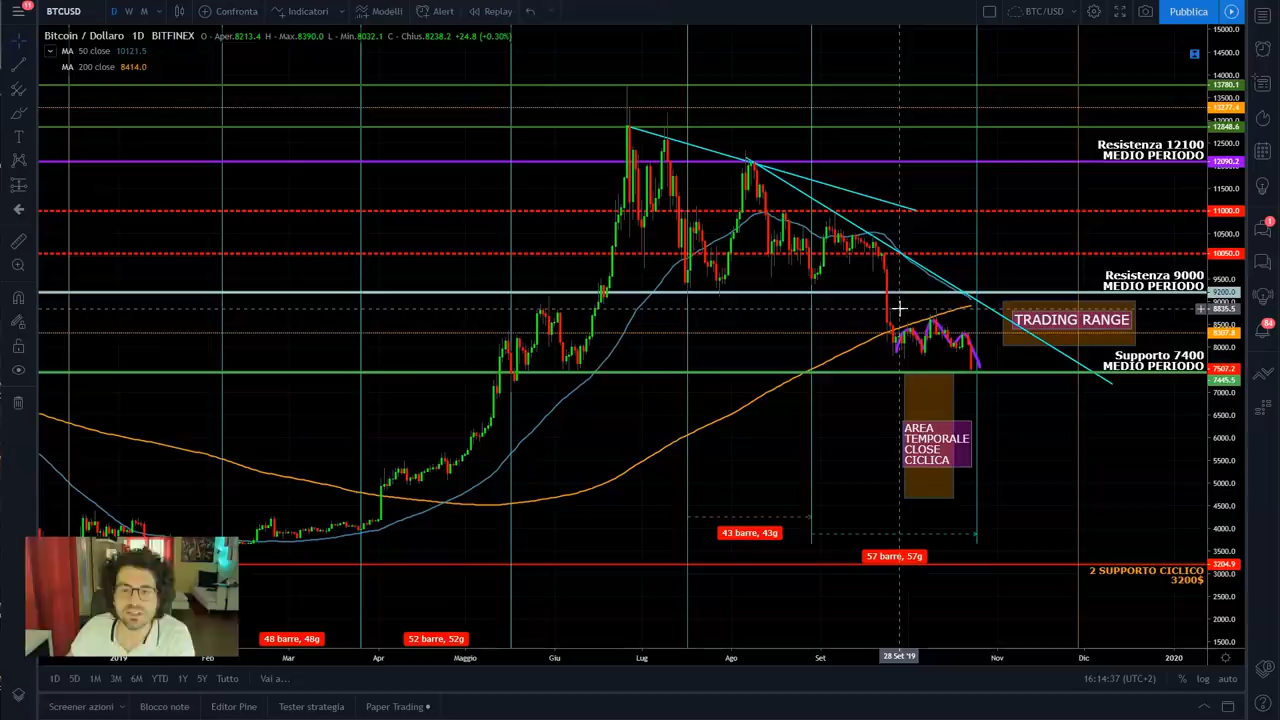 11
BTCUSD
D
W
M
Confronta
Indicatori
Modelli
Alert
Replay
BTC/USD
Pubblica
Bitcoin / Dollaro 1D BITFINEX O - Aper.8213.4 H - Max.8390.0 L - Min.8032.1 C - Chius.8238.2 +24.8 (+0.30%)
MA 50 close 10121.5
MA 200 close 8414.0
15000.0
14500.0
14000.0
13780.1
13277.4
13000.0
12848.6
Resistenza 12100
MEDIO PERIODO
12090.2
11500.0
11000.0
10500.0
10050.0
9500.0
Resistenza 9000
MEDIO PERIODO
9200.0
9000.0
8835.5
TRADING RANGE
8500.0
8307.8
8000.0
Supporto 7400
MEDIO PERIODO
7507.2
7445.5
7000.0
6500.0
6000.0
5500.0
5000.0
4500.0
4000.0
3500.0
AREA
TEMPORALE
CLOSE
CICLICA
43 barre, 43g
57 barre, 57g
3204.9
2 SUPPORTO CICLICO
3200$
3000.0
2500.0
2000.0
1500.0
48 barre, 48g
52 barre, 52g
2019
Feb
Mar
Apr
Maggio
Giu
Lug
Ago
Set
28 Set '19
Nov
Dic
2020
1D
5D
1M
3M
6M
YTD
1Y
5Y
Tutto
Vai a...
16:14:37 (UTC+2)
%
log
auto
Screener azioni
Blocco note
Editor Pine
Tester strategia
Paper Trading
1
84